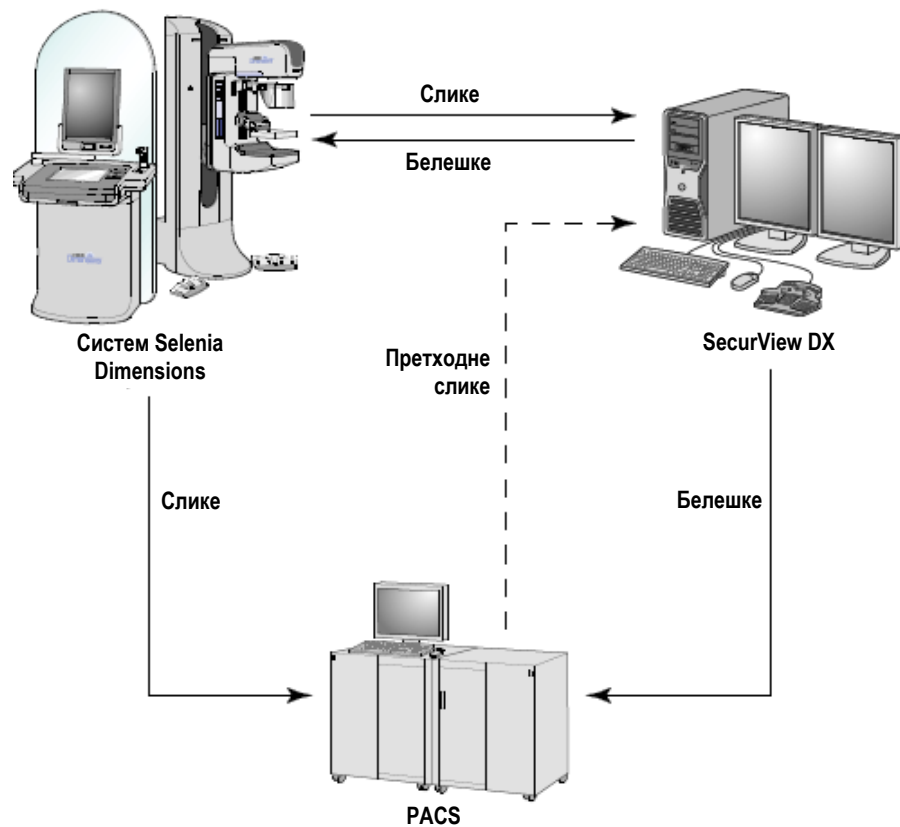 Слике
Белешке
Систем Selenia
Dimensions
SecurView DX
Претходне
слике
Слике
Белешке
PACS